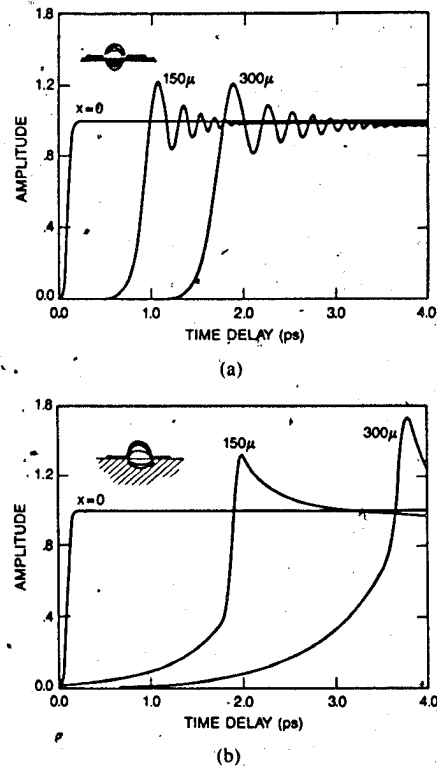 1.8
1.2
.8
.4
0.0
AMPLITUDE
x=0
150μ
300μ
0.0 1.0 2.0 3.0 4.0
TIME DELAY (ps)
(a)
1.8
1.2
.8
.4
0.0
AMPLITUDE
x=0
150μ
300μ
0.0 1.0 2.0 3.0 4.0
TIME DELAY (ps)
(b)